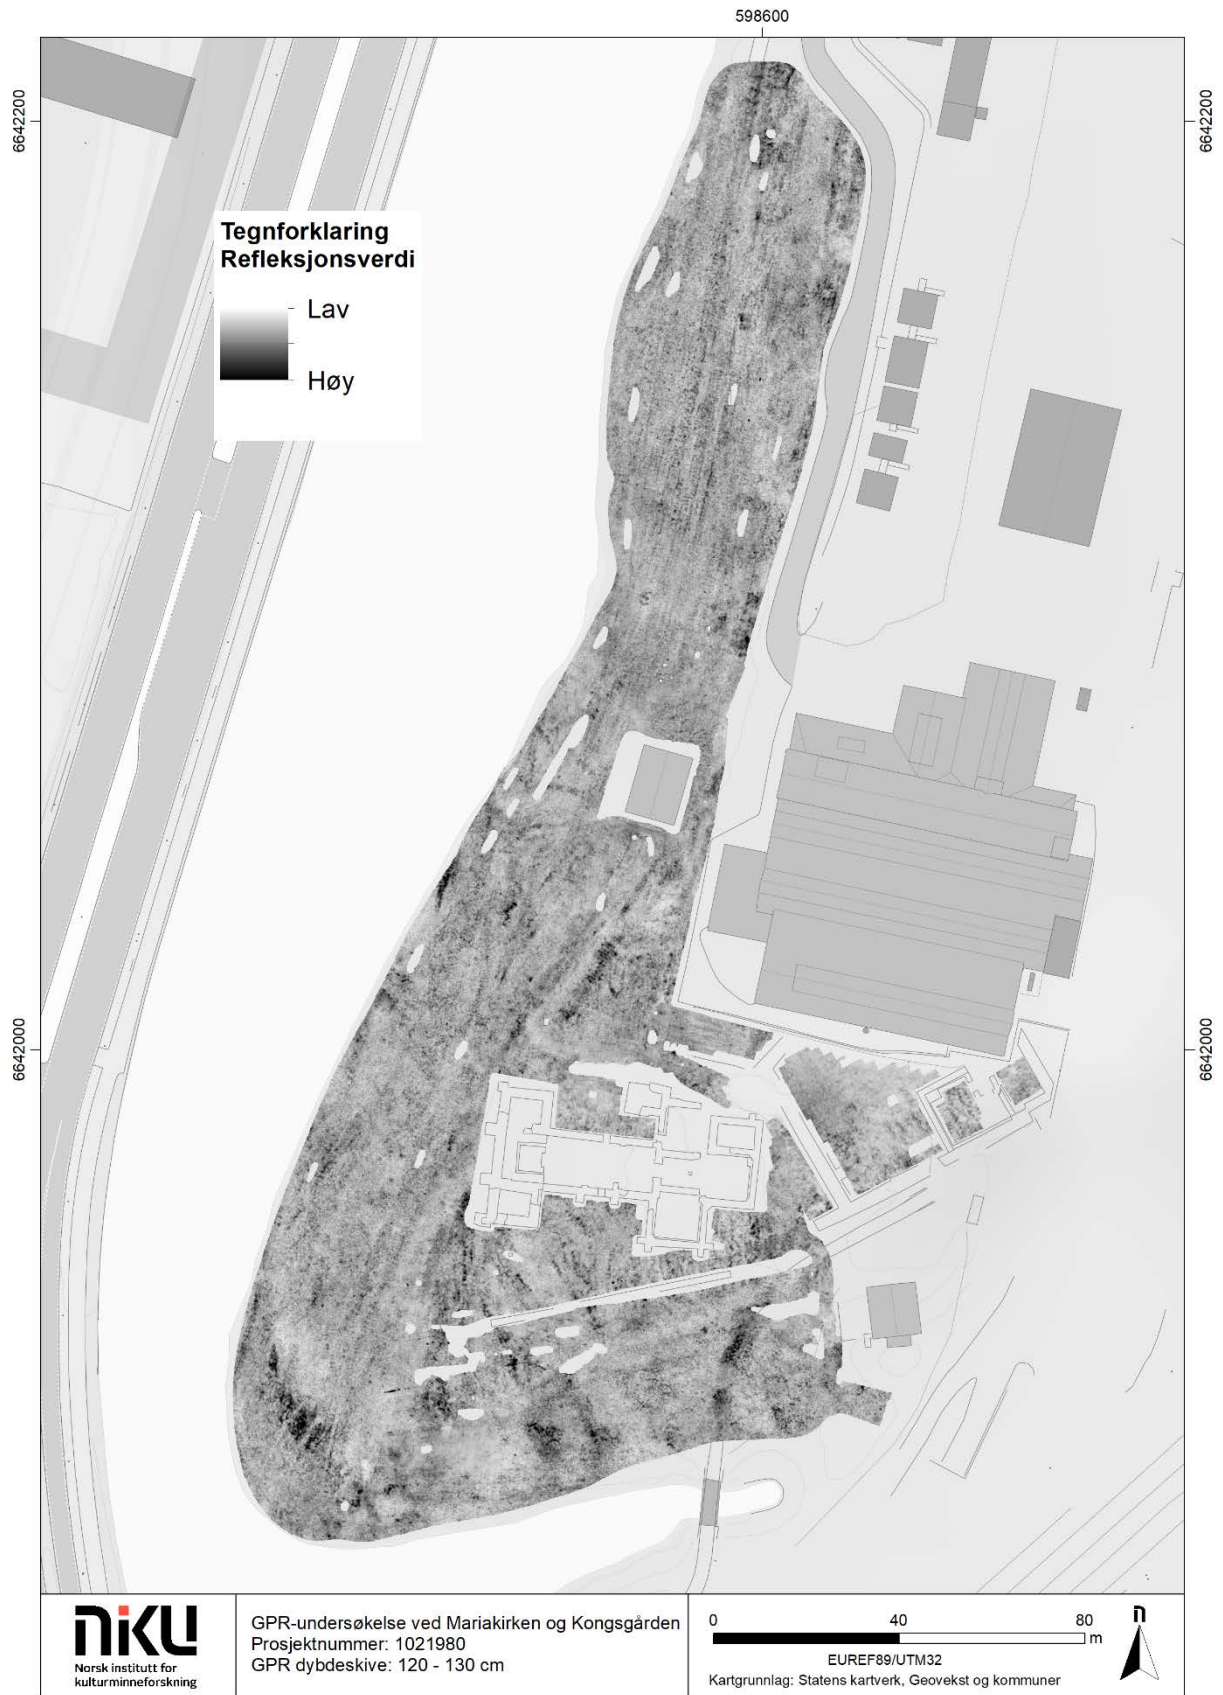 598600
6642200
6642200
Tegnforklaring
Refleksjonsverdi
Lav
Høy
6642000
6642000
niku
Norsk institutt for
kulturminneforskning
GPR-undersøkelse ved Mariakirken og Kongsgården
Prosjektnummer: 1021980
GPR dybdeskive: 120 - 130 cm
0 40 80
m
EUREF89/UTM32
Kartgrunnlag: Statens kartverk, Geovekst og kommuner
n